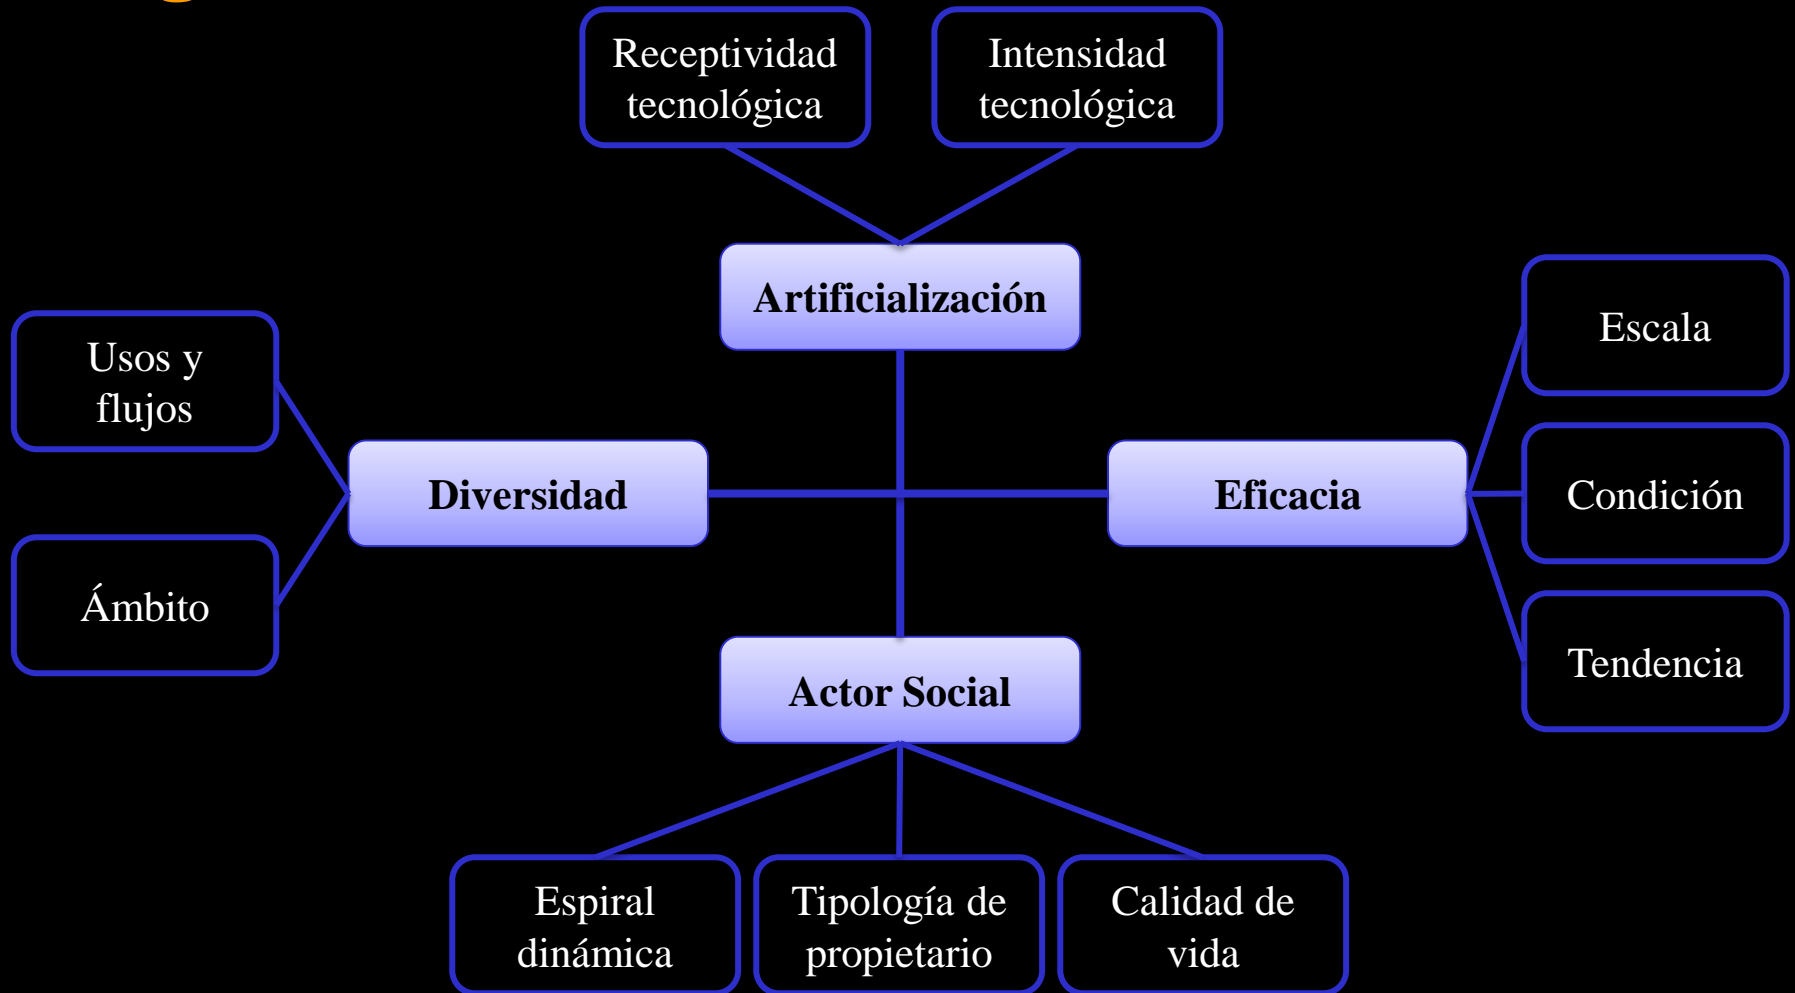 Receptividad
tecnológica
Intensidad
tecnológica
Artificialización
Usos y
flujos
Ámbito
Diversidad
Eficacia
Escala
Condición
Tendencia
Actor Social
Espiral
dinámica
Tipología de
propietario
Calidad de
vida